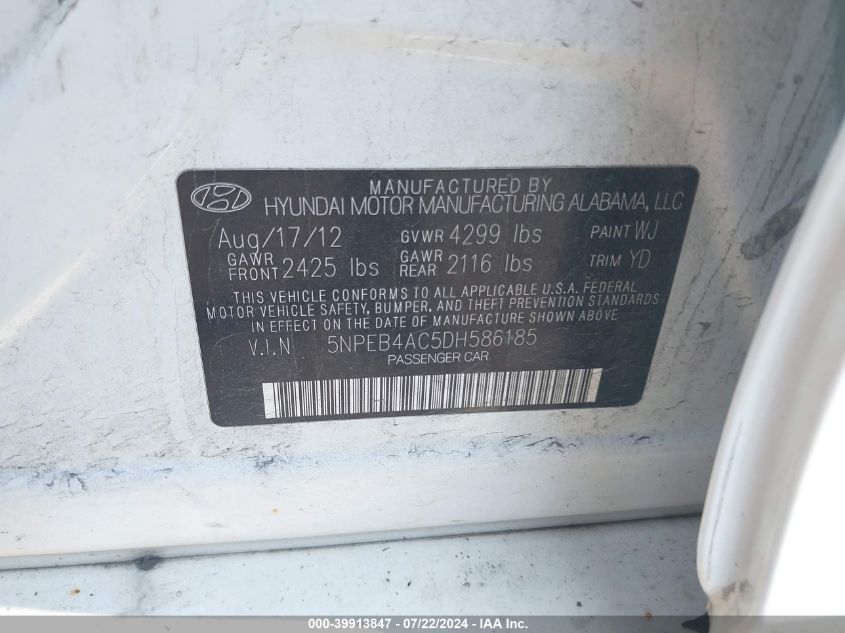 MANUFACTURED BY
HYUNDAI MOTOR MANUFACTURING ALABAMA, LLC
Aug/17/12 GVWR 4299 lbs PAINT WJ
GAWR FRONT 2425 lbs GAWR REAR 2116 lbs TRIM YD
THIS VEHICLE CONFORMS TO ALL APPLICABLE U.S.A. FEDERAL
MOTOR VEHICLE SAFETY, BUMPER, AND THEFT PREVENTION STANDARDS
IN EFFECT ON THE DATE OF MANUFACTURE SHOWN ABOVE.
V.I.N 5NPEB4AC5DH586185
PASSENGER CAR
000-39913847 - 07/22/2024 - IAA Inc.